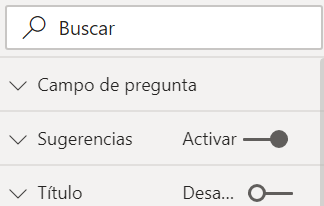 Buscar
Campo de pregunta
Sugerencias Activar
Título Desa...